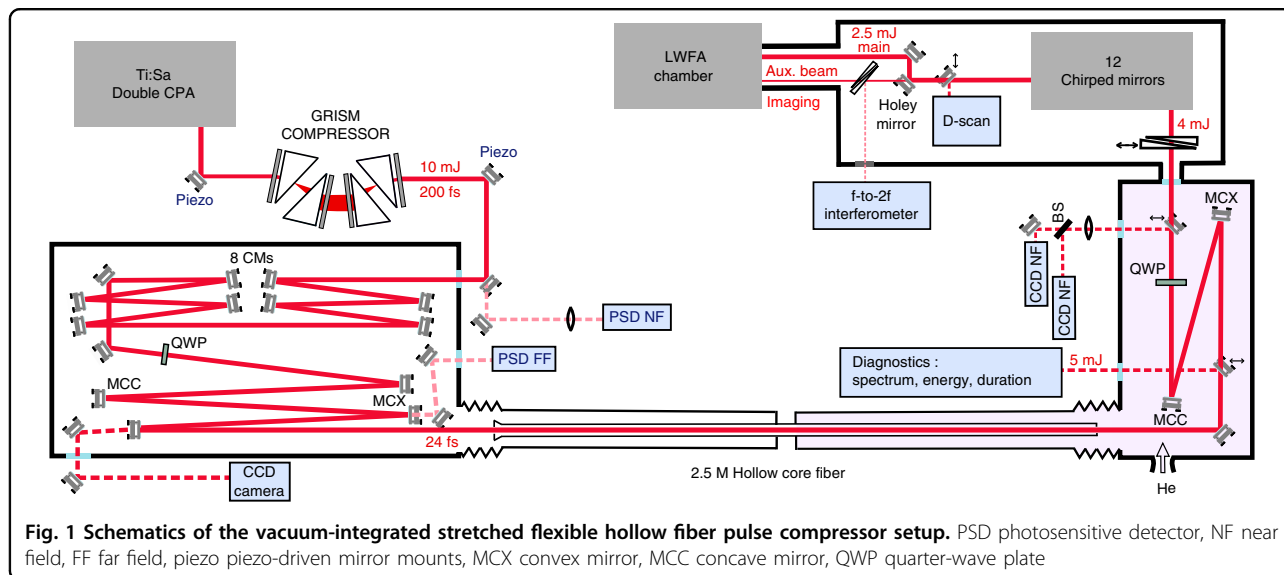 Ti:Sa
Double CPA
GRISM
COMPRESSOR
Piezo
10 mJ
200 fs
Piezo
LWFA
chamber
2.5 mJ
main
Aux. beam
Imaging
Holey
mirror
D-scan
12
Chirped mirrors
4 mJ
f-to-2f
interferometer
8 CMs
QWP
MCC
MCX
24 fs
PSD NF
PSD FF
CCD
camera
BS
CCD NF
CCD NF
QWP
MCX
Diagnostics :
spectrum, energy, duration
5 mJ
MCC
He
2.5 M Hollow core fiber
Fig. 1 Schematics of the vacuum-integrated stretched flexible hollow fiber pulse compressor setup. PSD photosensitive detector, NF near
field, FF far field, piezo piezo-driven mirror mounts, MCX convex mirror, MCC concave mirror, QWP quarter-wave plate